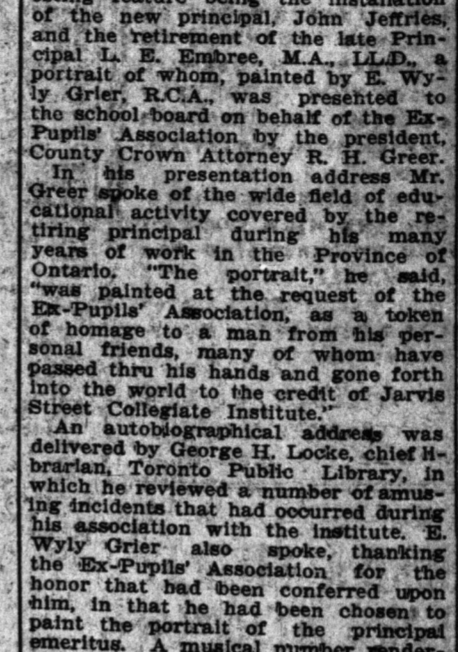 of the new principal, John Jeffries,
and the retirement of the late Prin-
cipal L. E. Embree, M.A., LL.D., a
portrait of whom, painted by E. Wy-
ly Grier, R.C.A., was presented to
the school board on behalf of the Ex-
Pupils' Association by the president,
County Crown Attorney R. H. Greer.
In his presentation address Mr.
Greer spoke of the wide field of edu-
cational activity covered by the re-
tiring principal during his many
years of work in the Province of
Ontario. "The portrait," he said,
"was painted at the request of the
Ex-Pupils' Association, as a token
of homage to a man from his per-
sonal friends, many of whom have
passed thru his hands and gone forth
into the world to the credit of Jarvis
Street Collegiate Institute."
An autobiographical address was
delivered by George H. Locke, chief li-
brarian, Toronto Public Library, in
which he reviewed a number of amus-
ing incidents that had occurred during
his association with the institute. E.
Wyly Grier also spoke, thanking
the Ex-Pupils' Association for the
honor that had been conferred upon
him, in that he had been chosen to
paint the portrait of the principal
emeritus. A musical number render-